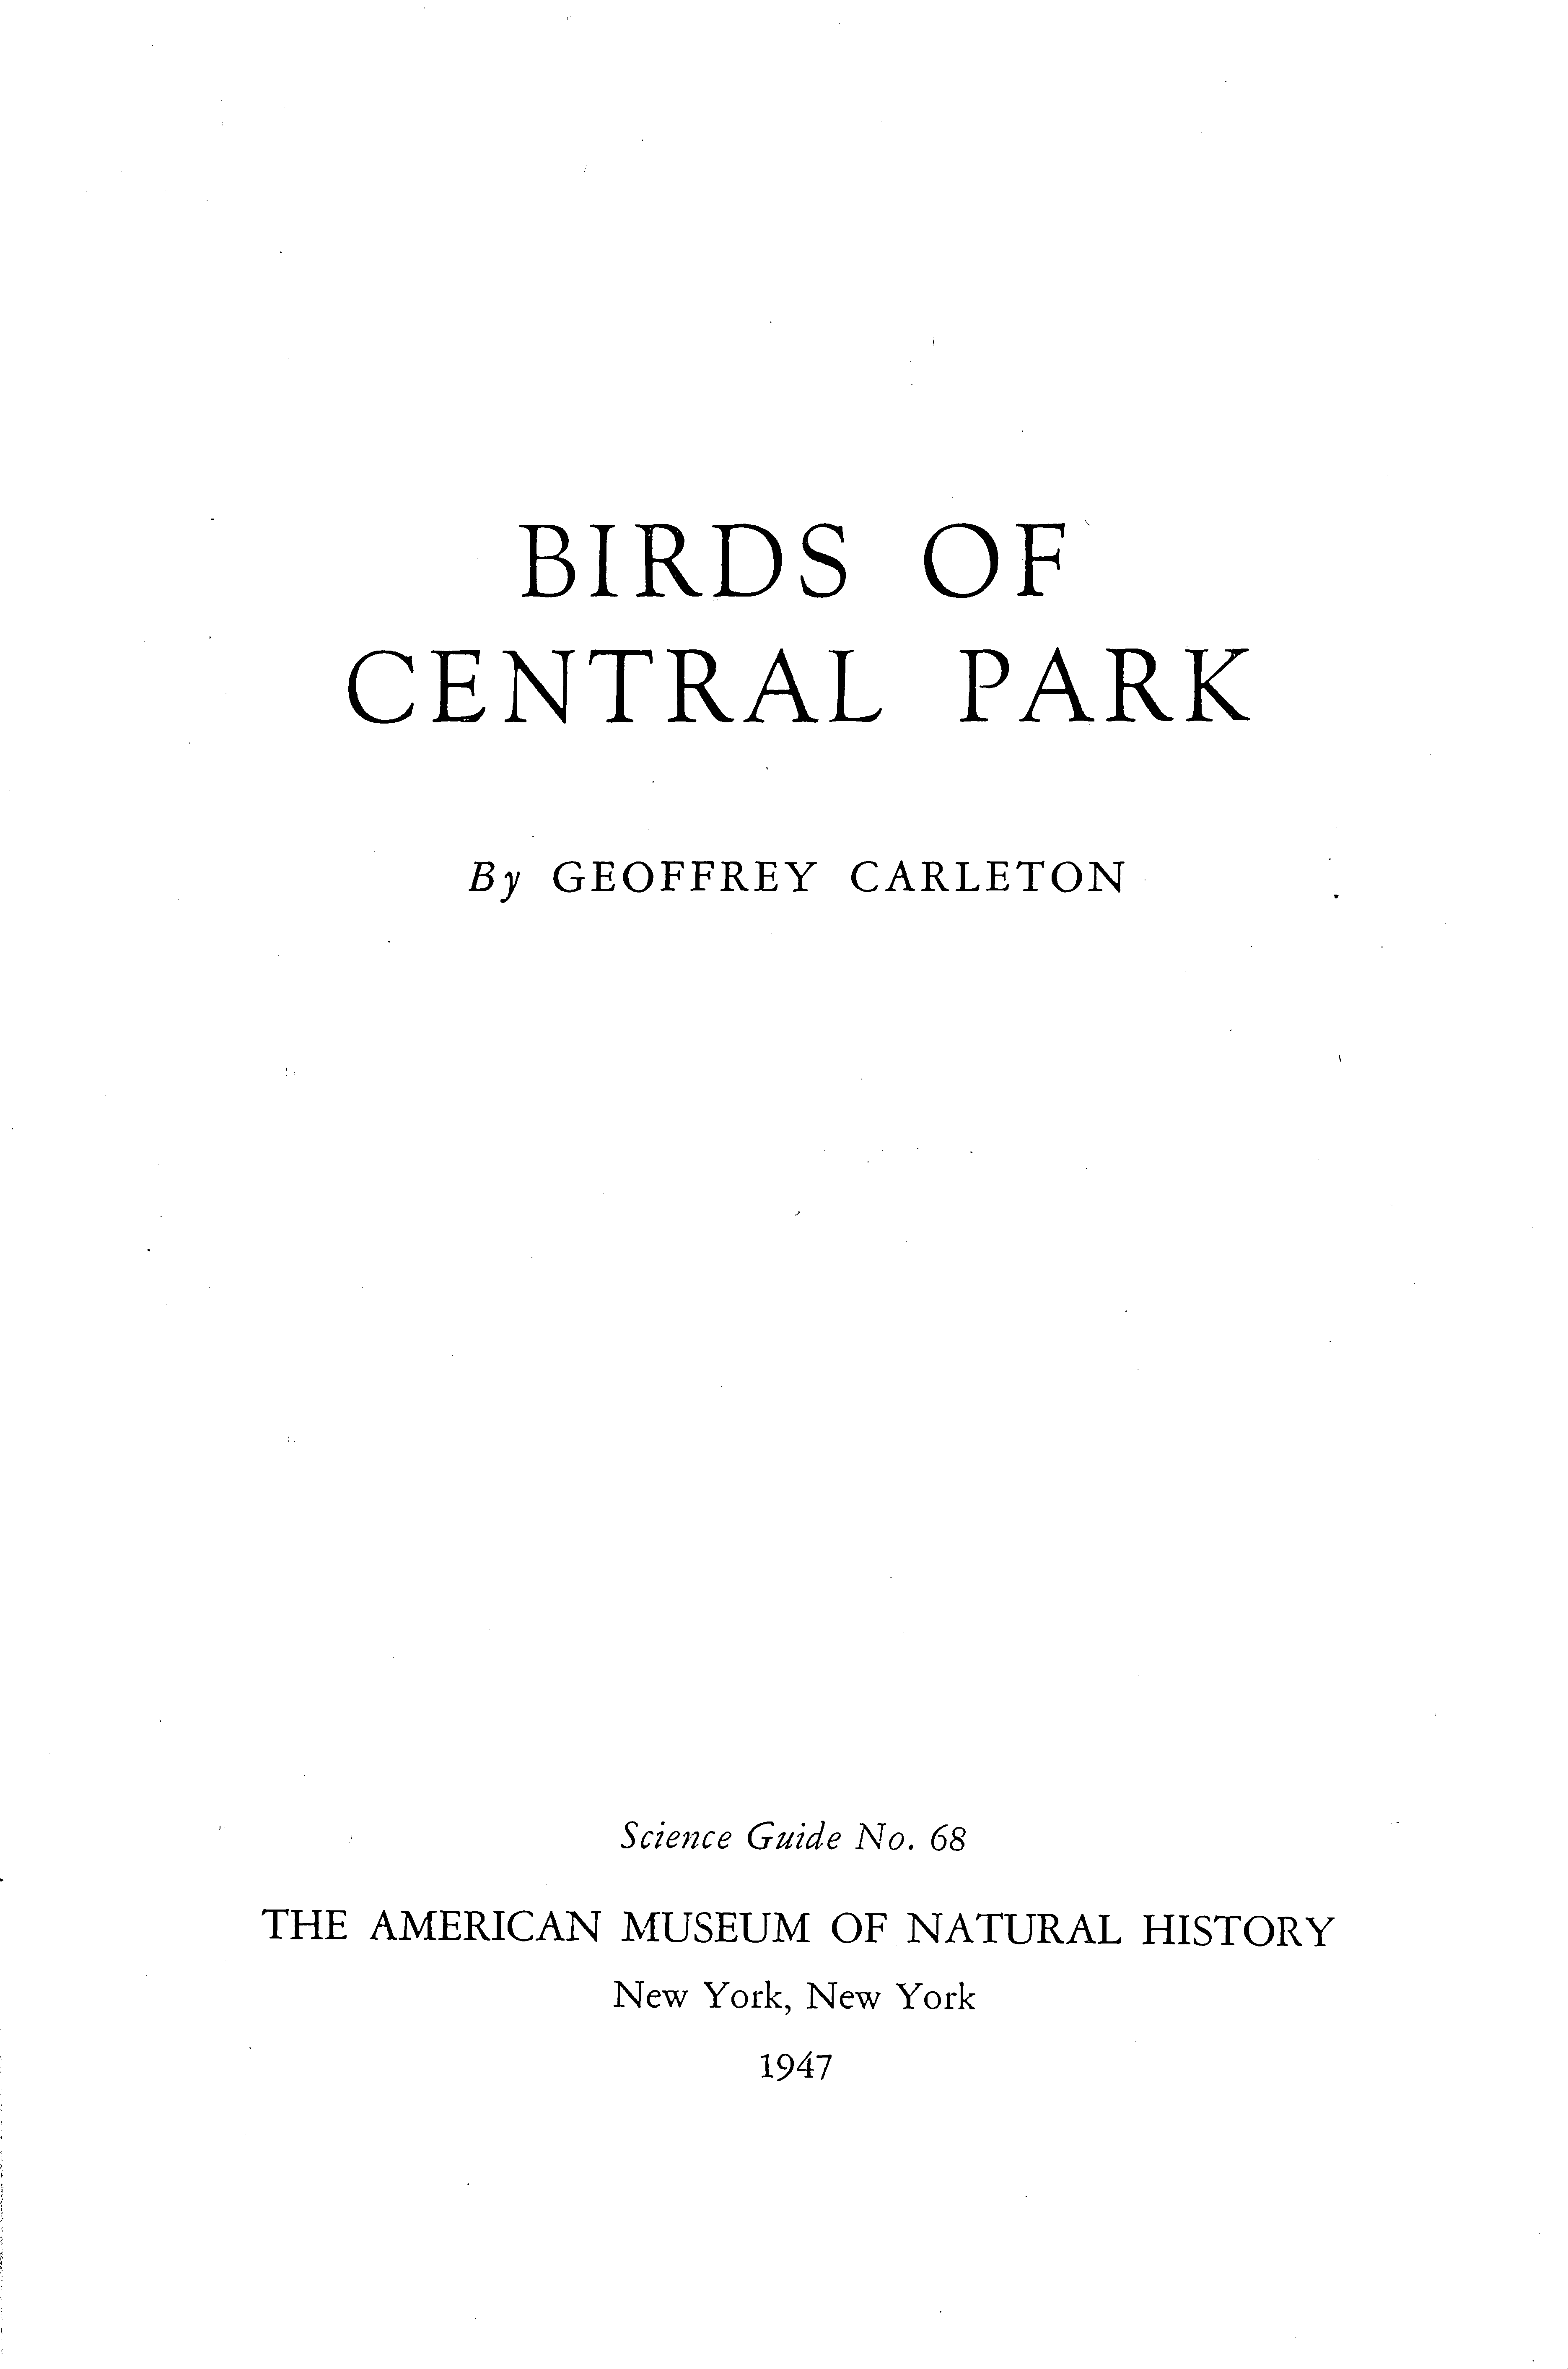 BIRDS OF
CENTRAL PARK
By GEOFFREY CARLETON
Science Guide No. 68
THE AMERICAN MUSEUM OF NATURAL HISTORY
New York, New York
1947